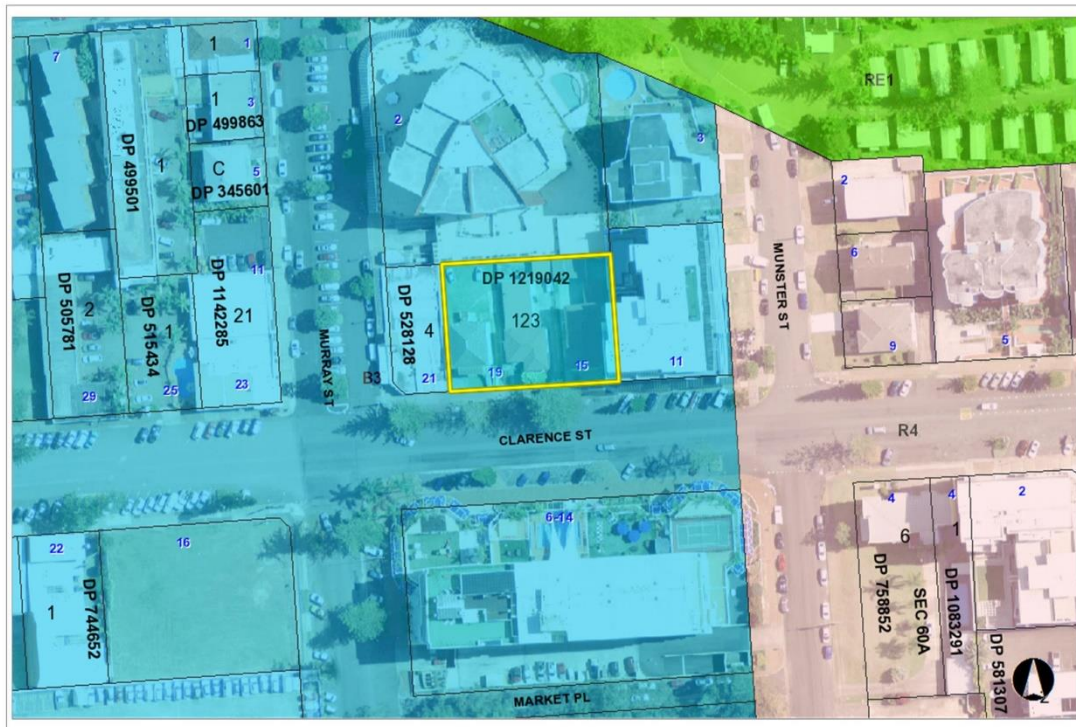 7
1
1
3
1
DP 499863
DP 499501
1
C
5
DP 345601
2
3
RE1
2
6
9
5
MUNSTER ST
11
DP 1142285
21
23
DP 505781
2
29
DP 515434
1
25
MURRAY ST
B3
DP 528128
4
21
DP 1219042
123
19
15
11
CLARENCE ST
R4
6-14
22
16
1
DP 744652
4
6
4
1
2
DP 758852
SEC 60A
DP 1083291
DP 581307
MARKET PL
2